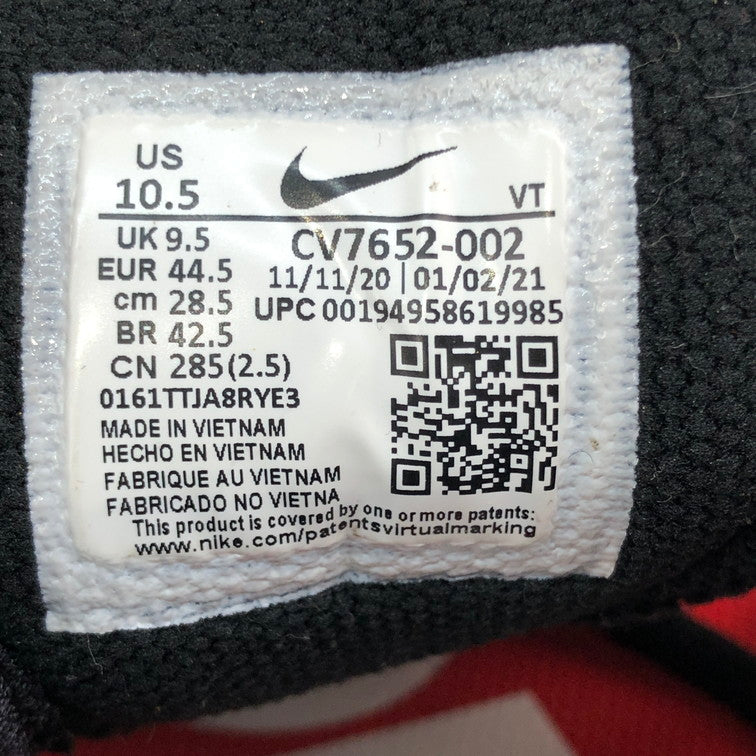 US
10.5
VT
UK 9.5
EUR 44.5
cm 28.5
BR 42.5
CN 285(2.5)
CV7652-002
11/11/20 | 01/02/21
UPC 00194958619985
0161TTJA8RYE3
MADE IN VIETNAM
HECHO EN VIETNAM
FABRIQUE AU VIETNAM
FABRICADO NO VIETNA
This product is covered by one or more patents:
www.nike.com/patentsvirtualmarking